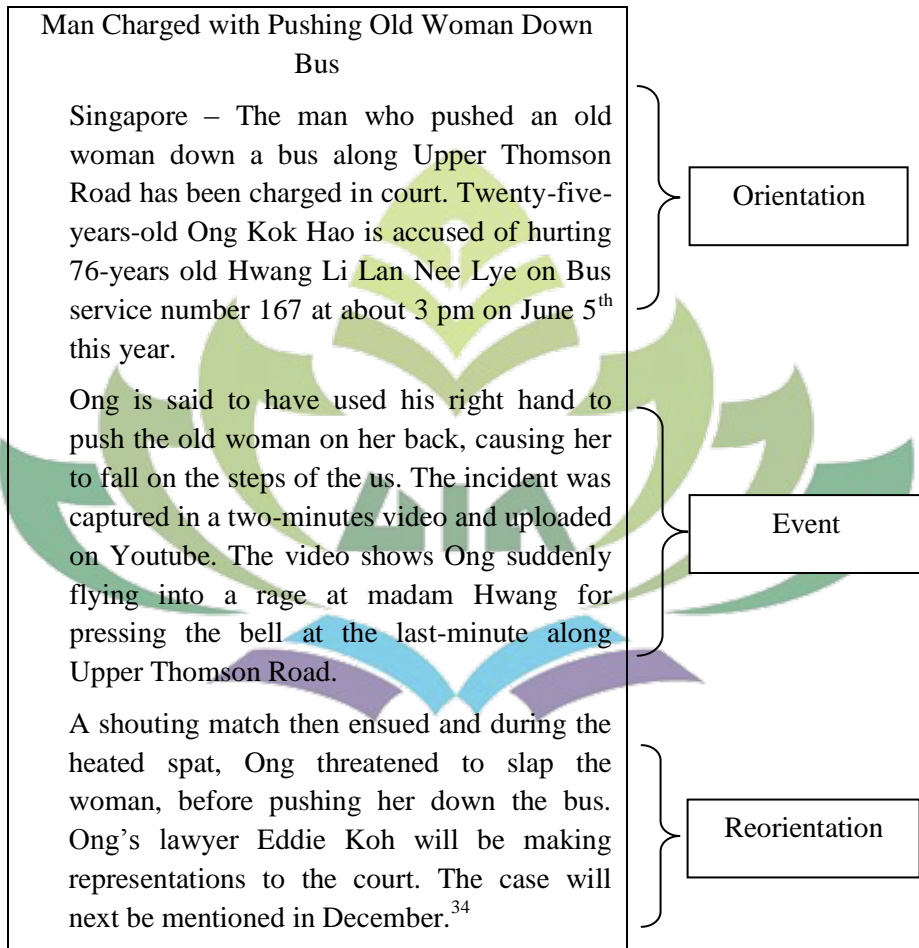 Man Charged with Pushing Old Woman Down
Bus
Singapore – The man who pushed an old
woman down a bus along Upper Thomson
Road has been charged in court. Twenty-five-
years-old Ong Kok Hao is accused of hurting
76-years old Hwang Li Lan Nee Lye on Bus
service number 167 at about 3 pm on June 5th
this year.
Orientation
Ong is said to have used his right hand to
push the old woman on her back, causing her
to fall on the steps of the us. The incident was
captured in a two-minutes video and uploaded
on Youtube. The video shows Ong suddenly
flying into a rage at madam Hwang for
pressing the bell at the last-minute along
Upper Thomson Road.
Event
A shouting match then ensued and during the
heated spat, Ong threatened to slap the
woman, before pushing her down the bus.
Ong's lawyer Eddie Koh will be making
representations to the court. The case will
next be mentioned in December.34
Reorientation